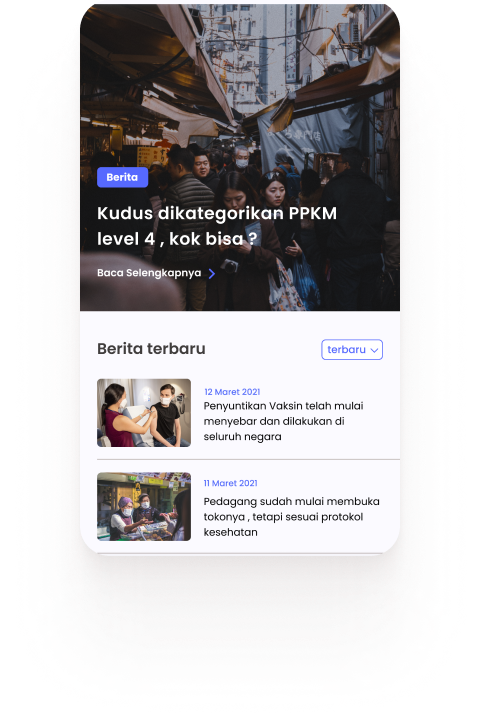 Berita
Kudus dikategorikan PPKM
level 4 , kok bisa ?
Baca Selengkapnya
Berita terbaru
terbaru
12 Maret 2021
Penyuntikan Vaksin telah mulai
menyebar dan dilakukan di
seluruh negara
11 Maret 2021
Pedagang sudah mulai membuka
tokonya , tetapi sesuai protokol
kesehatan